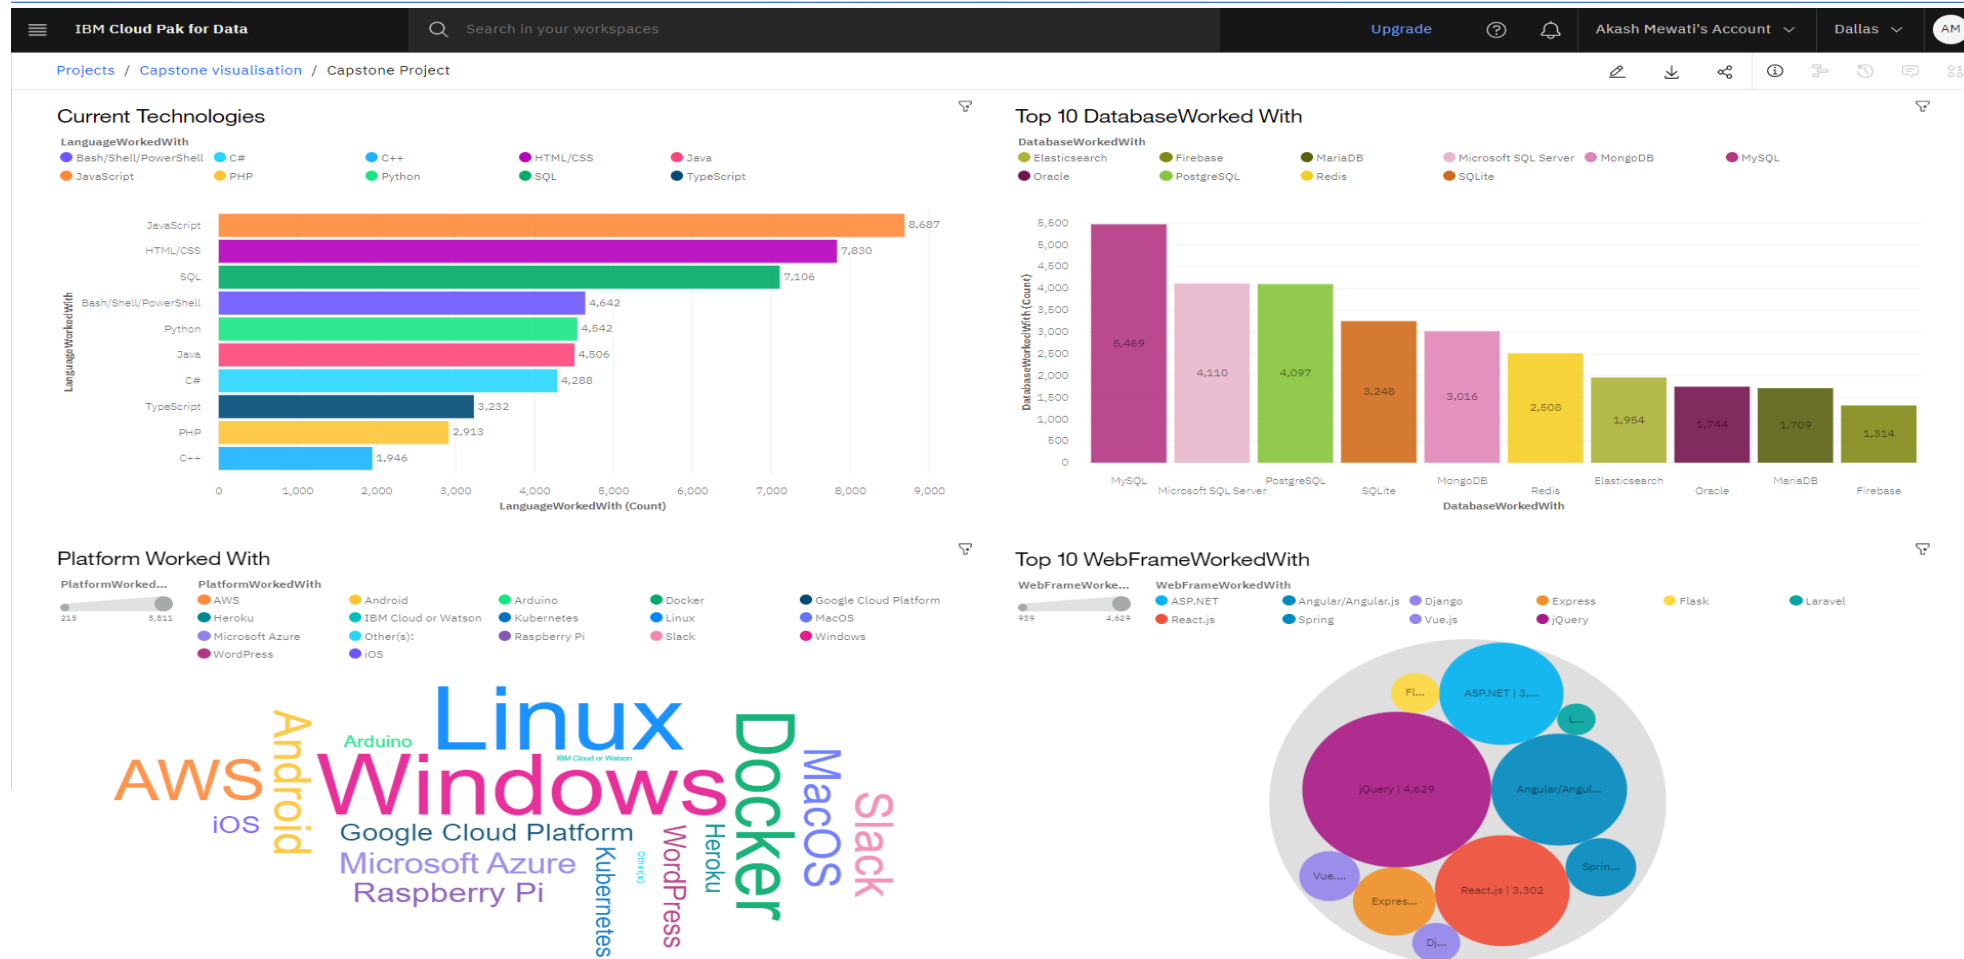 IBM Cloud Pak for Data
Search in your workspaces
Upgrade
Akash Mewati's Account
Dallas
AM
Projects / Capstone visualisation / Capstone Project
Current Technologies
LanguageWorkedWith
Bash/Shell/PowerShell C# C++ HTML/CSS Java
JavaScript PHP Python SQL TypeScript
LanguageWorkedWith
JavaScript 8,687
HTML/CSS 7,830
SQL 7,106
Bash/Shell/PowerShell 4,642
Python 4,542
Java 4,506
C# 4,288
TypeScript 3,232
PHP 2,913
C++ 1,946
0 1,000 2,000 3,000 4,000 5,000 6,000 7,000 8,000 9,000
LanguageWorkedWith (Count)
Top 10 DatabaseWorked With
DatabaseWorkedWith
Elasticsearch Firebase MariaDB Microsoft SQL Server MongoDB MySQL
Oracle PostgreSQL Redis SQLite
DatabaseWorkedWith (Count)
5,500
5,000
4,500
4,000
3,500
3,000
2,500
2,000
1,500
1,000
500
0
5,469 4,110 4,097 3,248 3,016 2,508 1,954 1,744 1,709 1,314
MySQL Microsoft SQL Server PostgreSQL SQLite MongoDB Redis Elasticsearch Oracle MariaDB Firebase
DatabaseWorkedWith
Platform Worked With
PlatformWorked... PlatformWorkedWith
215 5,811
AWS Android Arduino Docker Google Cloud Platform
Heroku IBM Cloud or Watson Kubernetes Linux MacOS
Microsoft Azure Other(s): Raspberry Pi Slack Windows
WordPress iOS
Linux
Android
Arduino
IBM Cloud or Watson
AWS
Windows
Docker
MacOS
Slack
iOS
Google Cloud Platform
Microsoft Azure
Raspberry Pi
Kubernetes
Other(s):
WordPress
Heroku
Top 10 WebFrameWorkedWith
WebFrameWorke... WebFrameWorkedWith
939 4,629
ASP.NET Angular/Angular.js Django Express Flask Laravel
React.js Spring Vue.js jQuery
Fl...
ASP.NET | 3,...
L...
jQuery | 4,629
Angular/Angul...
Vue....
Expres...
React.js | 3,302
Sprin...
Dj...